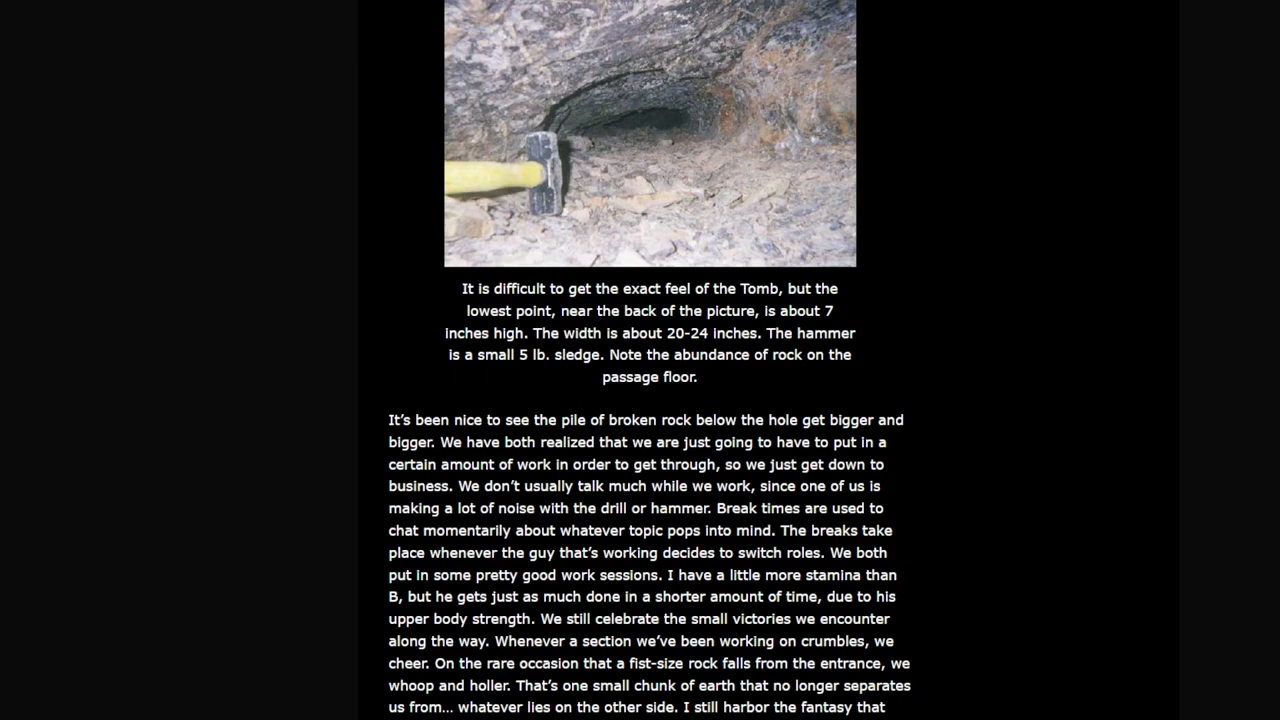 It is difficult to get the exact feel of the Tomb, but the
lowest point, near the back of the picture, is about 7
inches high. The width is about 20-24 inches. The hammer
is a small 5 lb. sledge. Note the abundance of rock on the
passage floor.
It’s been nice to see the pile of broken rock below the hole get bigger and
bigger. We have both realized that we are just going to have to put in a
certain amount of work in order to get through, so we just get down to
business. We don’t usually talk much while we work, since one of us is
making a lot of noise with the drill or hammer. Break times are used to
chat momentarily about whatever topic pops into mind. The breaks take
place whenever the guy that’s working decides to switch roles. We both
put in some pretty good work sessions. I have a little more stamina than
B, but he gets just as much done in a shorter amount of time, due to his
upper body strength. We still celebrate the small victories we encounter
along the way. Whenever a section we’ve been working on crumbles, we
cheer. On the rare occasion that a fist-size rock falls from the entrance, we
whoop and holler. That’s one small chunk of earth that no longer separates
us from... whatever lies on the other side. I still harbor the fantasy that